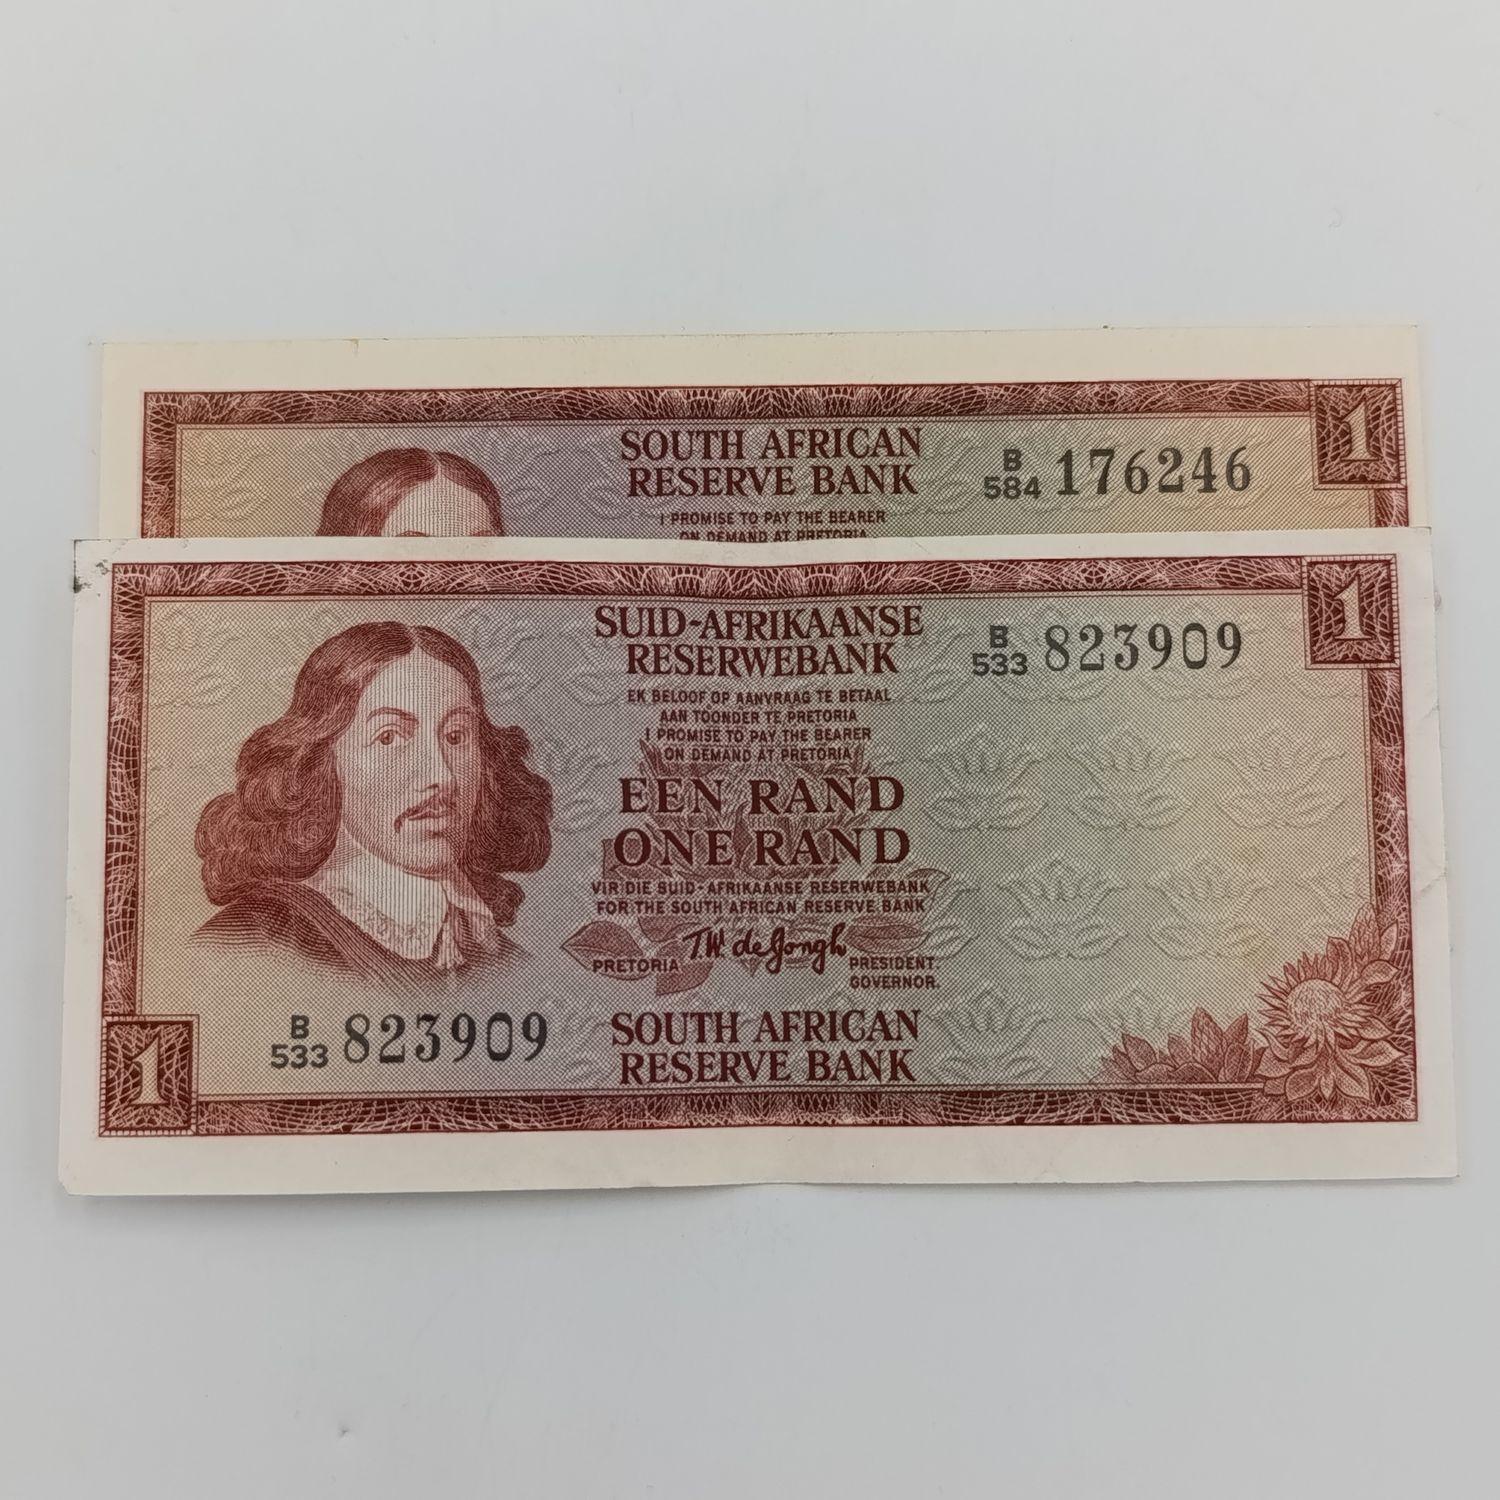 1
SOUTH AFRICAN
RESERVE BANK
B
584 176246
I PROMISE TO PAY THE BEARER
ON DEMAND AT PRETORIA
1
SUID-AFRIKAANSE
RESERWEBANK
B
533 823909
EK BELOOF OP AANVRAAG TE BETAAL
AAN TOONDER TE PRETORIA
I PROMISE TO PAY THE BEARER
ON DEMAND AT PRETORIA
EEN RAND
ONE RAND
VIR DIE SUID-AFRIKAANSE RESERWEBANK
FOR THE SOUTH AFRICAN RESERVE BANK
T.W. de Jongh
PRETORIA PRESIDENT.
GOVERNOR.
B
533 823909
SOUTH AFRICAN
RESERVE BANK
1